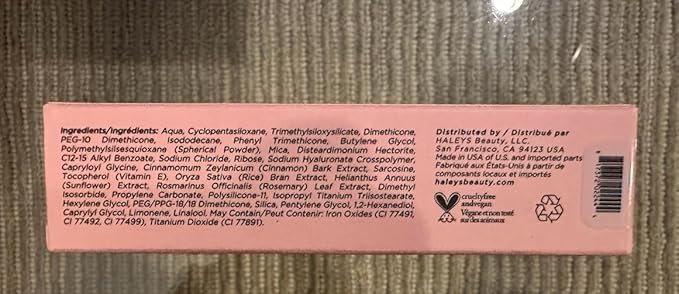 Ingredients/Ingrédients: Aqua, Cyclopentasiloxane, Trimethylsiloxysilicate, Dimethicone,
PEG-10 Dimethicone, Isododecane, Phenyl Trimethicone, Butylene Glycol,
Polymethylsilsesquioxane (Spherical Powder), Mica, Disteardimonium Hectorite,
C12-15 Alkyl Benzoate, Sodium Chloride, Ribose, Sodium Hyaluronate Crosspolymer,
Capryloyl Glycine, Cinnamomum Zeylanicum (Cinnamon) Bark Extract, Sarcosine,
Tocopherol (Vitamin E), Oryza Sativa (Rice) Bran Extract, Helianthus Annus
(Sunflower) Extract, Rosmarinus Officinalis (Rosemary) Leaf Extract, Dimethyl
Isosorbide, Propylene Carbonate, Polysilicone-11, Isopropyl Titanium Triisostearate,
Hexylene Glycol, PEG/PPG-18/18 Dimethicone, Silica, Pentylene Glycol, 1,2-Hexanediol,
Caprylyl Glycol, Limonene, Linalool. May Contain/Peut Contenir: Iron Oxides (CI 77491,
CI 77492, CI 77499), Titanium Dioxide (CI 77891).
Distributed by / Distribué par
HALEYS Beauty, LLC.
San Francisco, CA 94123 USA
Made in USA of U.S. and imported parts
Fabriqué aux États-Unis à partir de
composants locaux et importés
haleysbeauty.com
crueltyfree
and vegan
Végane et non testé
sur des animaux